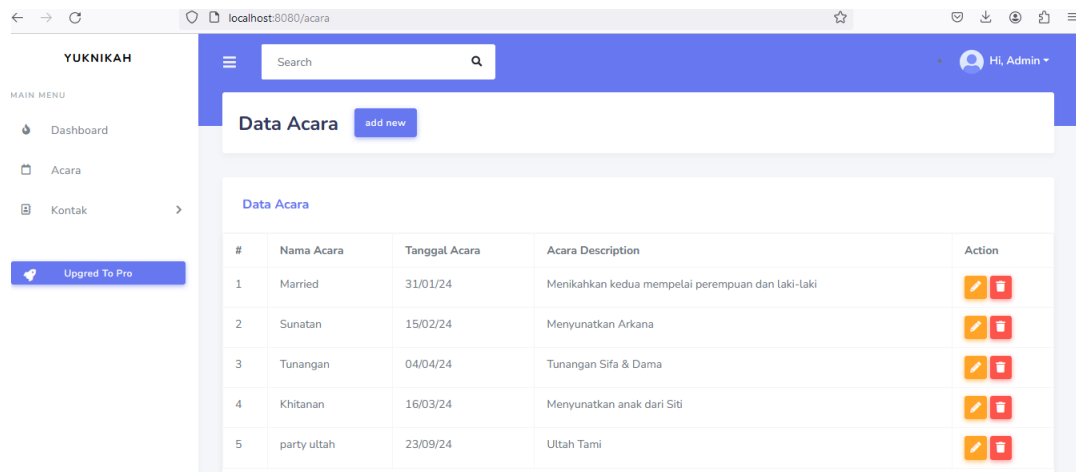 localhost:8080/acara
YUKNIKAH
Search
Hi, Admin
MAIN MENU
Dashboard
Acara
Kontak
Upgred To Pro
Data Acara add new
Data Acara
# Nama Acara Tanggal Acara Acara Description Action
1 Married 31/01/24 Menikahkan kedua mempelai perempuan dan laki-laki
2 Sunatan 15/02/24 Menyunatkan Arkana
3 Tunangan 04/04/24 Tunangan Sifa & Dama
4 Khitanan 16/03/24 Menyunatkan anak dari Siti
5 party ultah 23/09/24 Ultah Tami